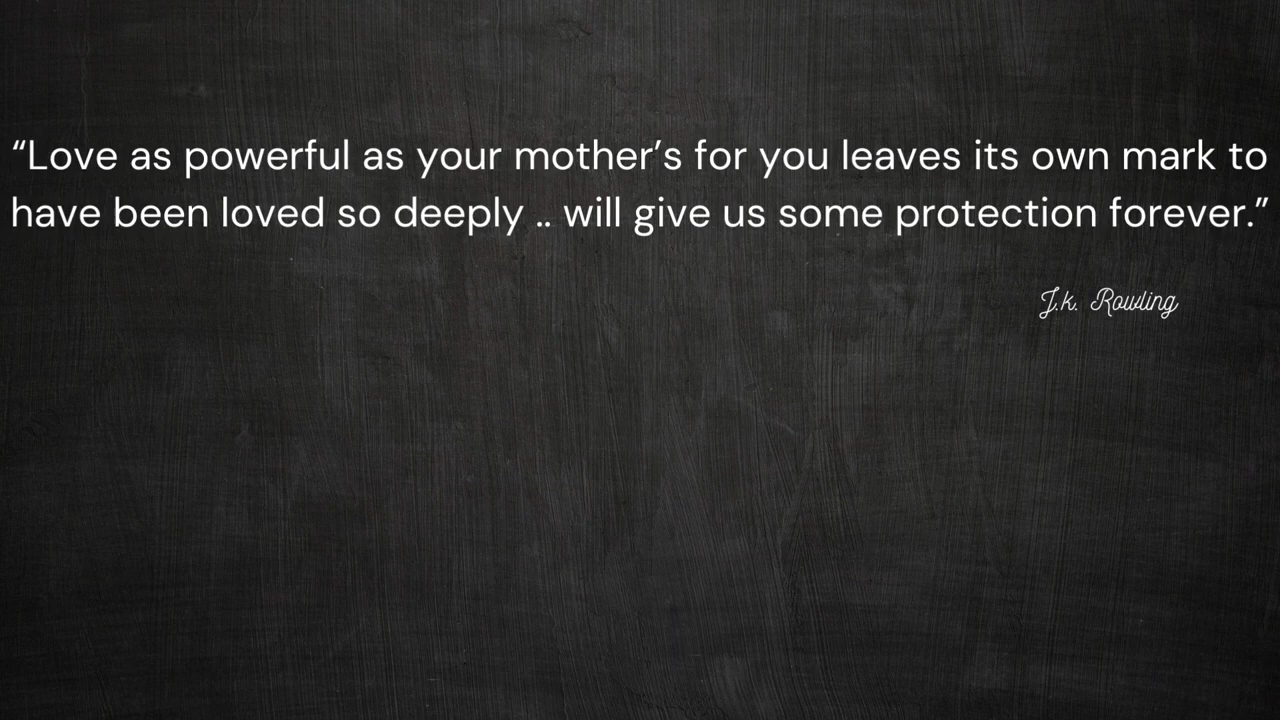 “Love as powerful as your mother’s for you leaves its own mark to
have been loved so deeply .. will give us some protection forever.”
J.k. Rowling